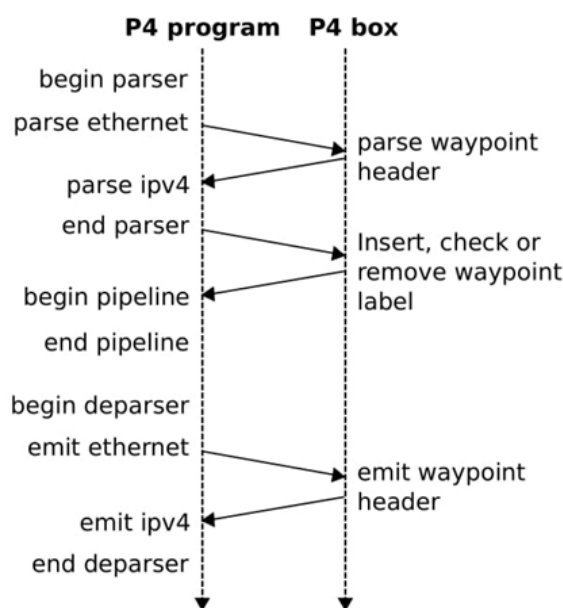 P4 program P4 box
begin parser
parse ethernet
parse waypoint
header
parse ipv4
end parser
Insert, check or
remove waypoint
label
begin pipeline
end pipeline
begin deparser
emit ethernet
emit waypoint
header
emit ipv4
end deparser